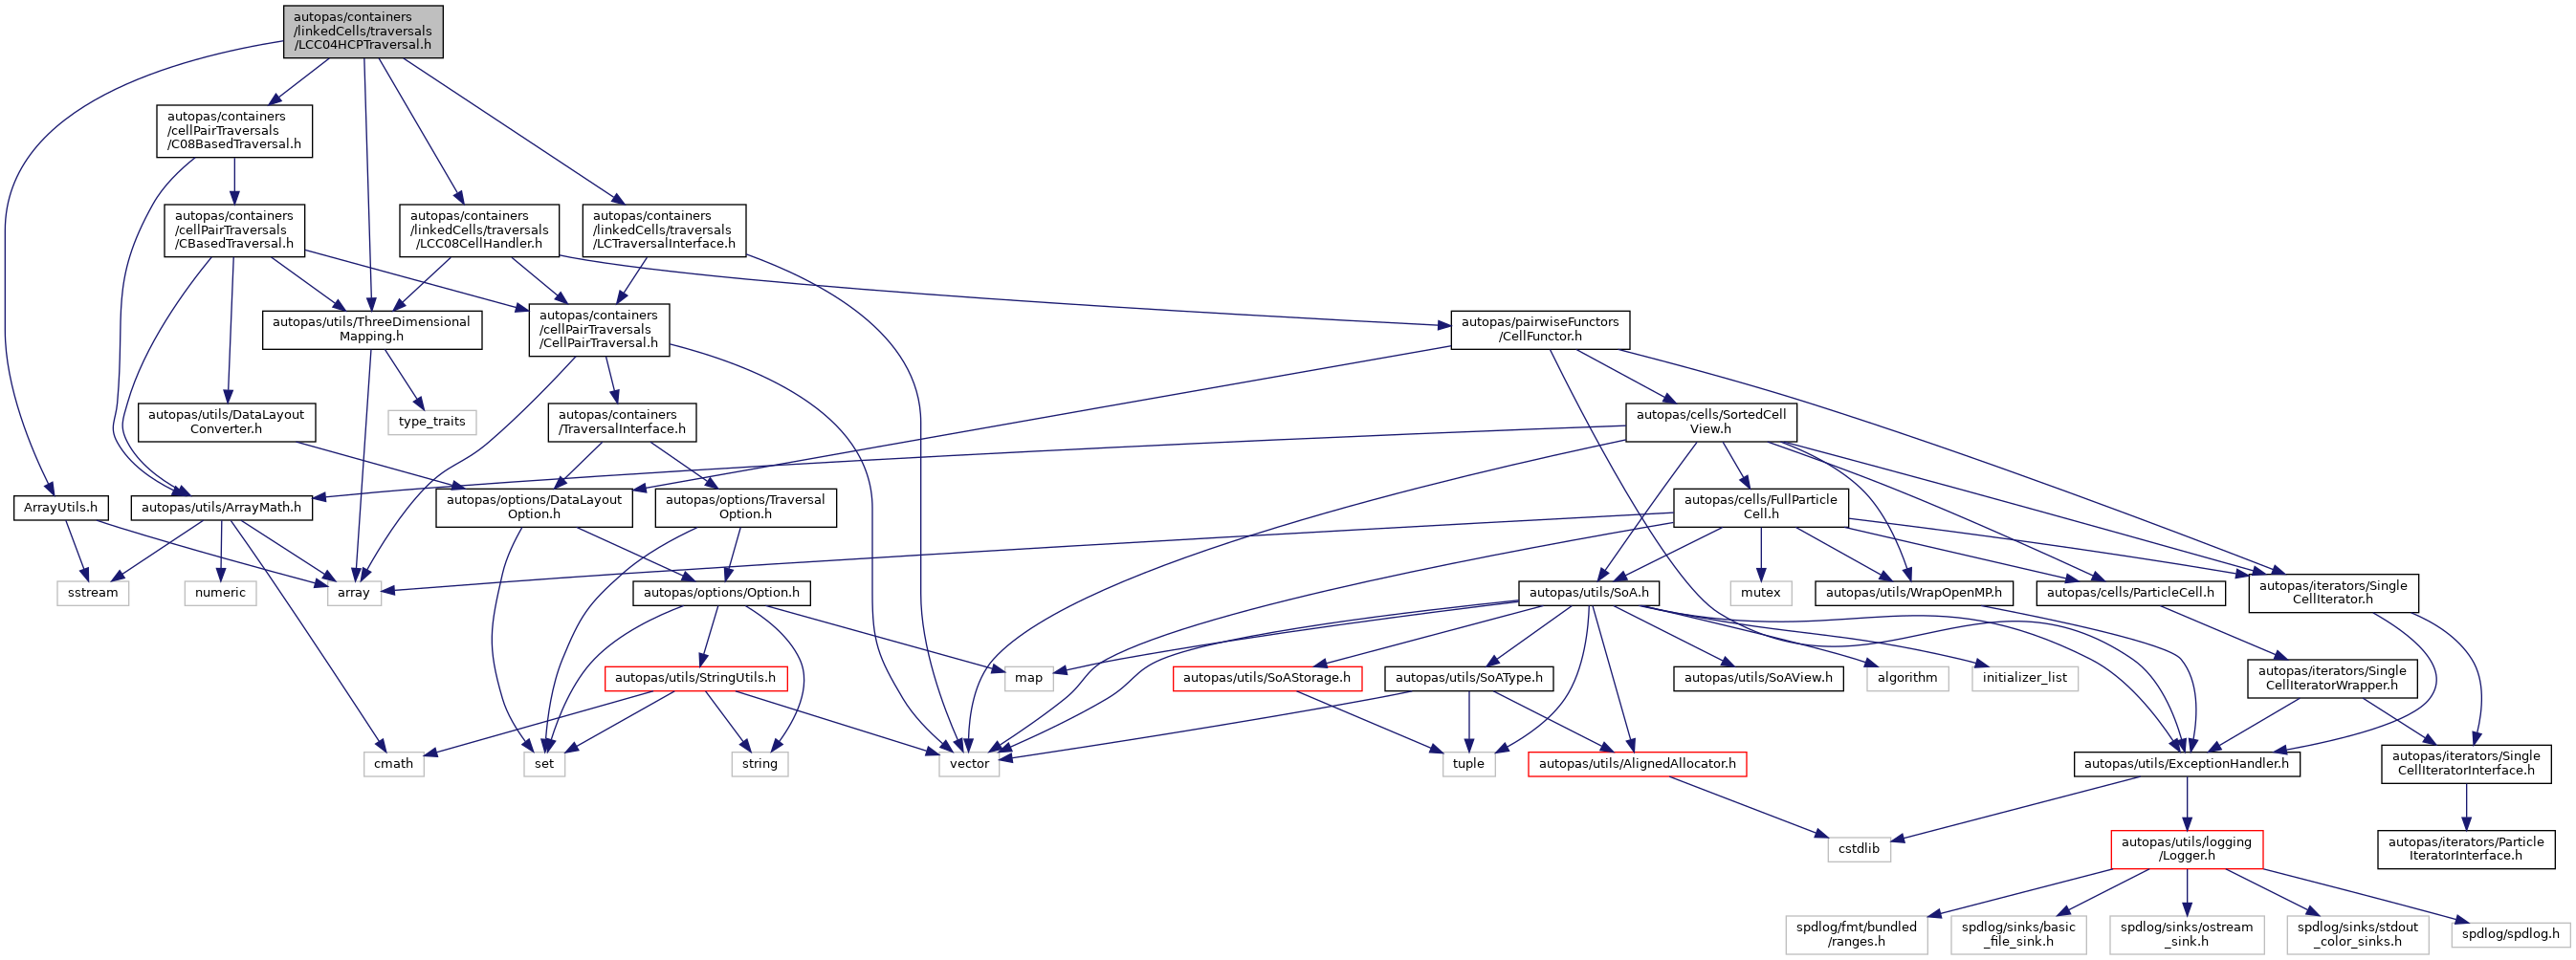 autopas/containers
/linkedCells/traversals
/LCC04HCPTraversal.h
autopas/containers
/cellPairTraversals
/C08BasedTraversal.h
autopas/containers
/cellPairTraversals
/CBasedTraversal.h
autopas/containers
/linkedCells/traversals
/LCC08CellHandler.h
autopas/containers
/linkedCells/traversals
/LCTraversalInterface.h
autopas/utils/ThreeDimensional
Mapping.h
autopas/containers
/cellPairTraversals
/CellPairTraversal.h
autopas/pairwiseFunctors
/CellFunctor.h
autopas/utils/DataLayout
Converter.h
type_traits
autopas/containers
/TraversalInterface.h
autopas/cells/SortedCell
View.h
ArrayUtils.h
autopas/utils/ArrayMath.h
autopas/options/DataLayout
Option.h
autopas/options/Traversal
Option.h
autopas/cells/FullParticle
Cell.h
sstream
numeric
array
autopas/options/Option.h
autopas/utils/SoA.h
mutex
autopas/utils/WrapOpenMP.h
autopas/cells/ParticleCell.h
autopas/iterators/Single
CellIterator.h
autopas/utils/StringUtils.h
map
autopas/utils/SoAStorage.h
autopas/utils/SoAType.h
autopas/utils/SoAView.h
algorithm
initializer_list
autopas/iterators/Single
CellIteratorWrapper.h
cmath
set
string
vector
tuple
autopas/utils/AlignedAllocator.h
autopas/utils/ExceptionHandler.h
autopas/iterators/Single
CellIteratorInterface.h
cstdlib
autopas/utils/logging
/Logger.h
autopas/iterators/Particle
IteratorInterface.h
spdlog/fmt/bundled
/ranges.h
spdlog/sinks/basic
_file_sink.h
spdlog/sinks/ostream
_sink.h
spdlog/sinks/stdout
_color_sinks.h
spdlog/spdlog.h